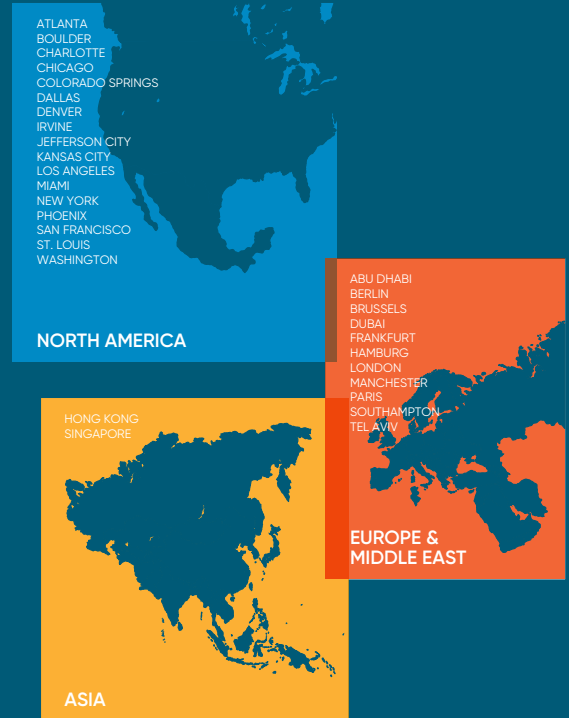 ATLANTA
BOULDER
CHARLOTTE
CHICAGO
COLORADO SPRINGS
DALLAS
DENVER
IRVINE
JEFFERSON CITY
KANSAS CITY
LOS ANGELES
MIAMI
NEW YORK
PHOENIX
SAN FRANCISCO
ST. LOUIS
WASHINGTON
NORTH AMERICA
ABU DHABI
BERLIN
BRUSSELS
DUBAI
FRANKFURT
HAMBURG
LONDON
MANCHESTER
PARIS
SOUTHAMPTON
TEL AVIV
EUROPE &
MIDDLE EAST
HONG KONG
SINGAPORE
ASIA